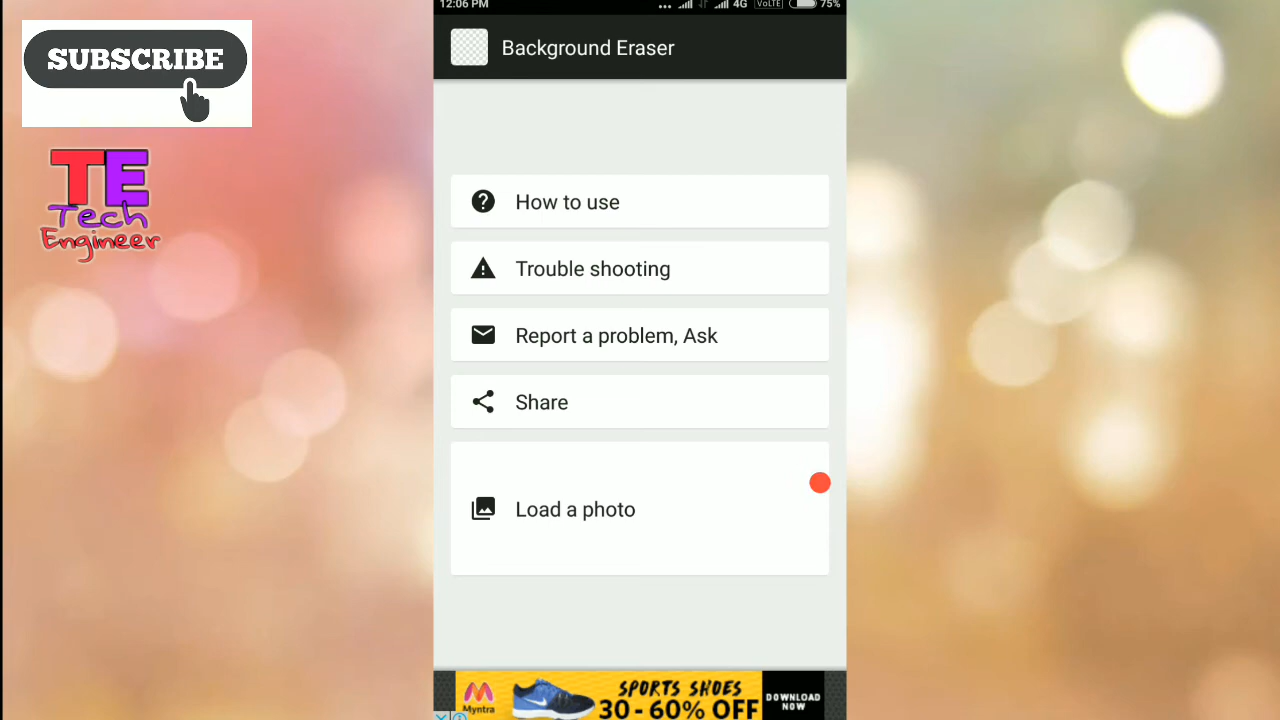 12:06 PM
4G VoLTE 75%
SUBSCRIBE
Background Eraser
TE
Tech
Engineer
How to use
Trouble shooting
Report a problem, Ask
Share
Load a photo
Myntra
SPORTS SHOES
30 - 60% OFF
DOWNLOAD
NOW